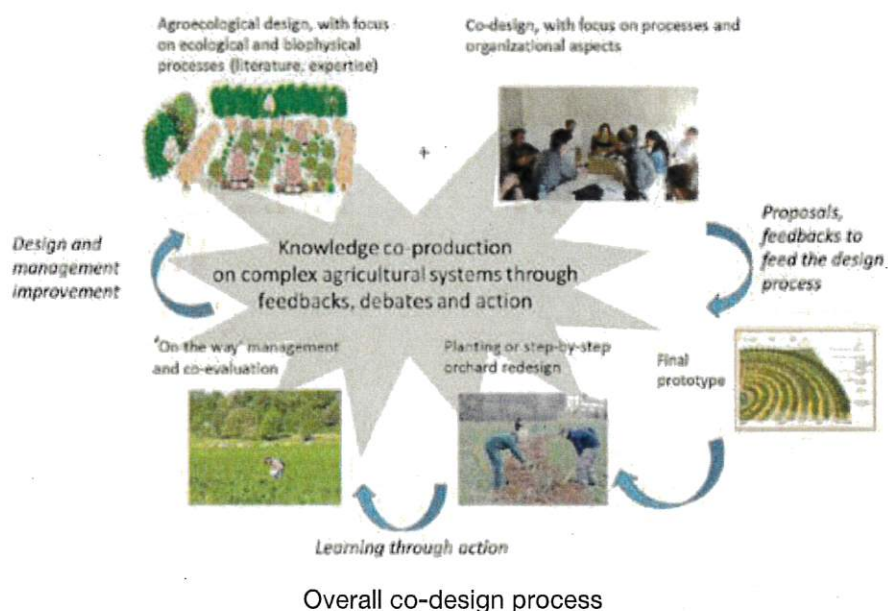 Agroecological design, with focus
on ecological and biophysical
processes (literature, expertise)
Co-design, with focus on processes and
organizational aspects
+
Design and
management
improvement
Knowledge co-production
on complex agricultural systems through
feedbacks, debates and action
Proposals,
feedbacks to
feed the design
process
'On the way' management
and co-evaluation
Planting or step-by-step
orchard redesign
Final
prototype
Learning through action
Overall co-design process